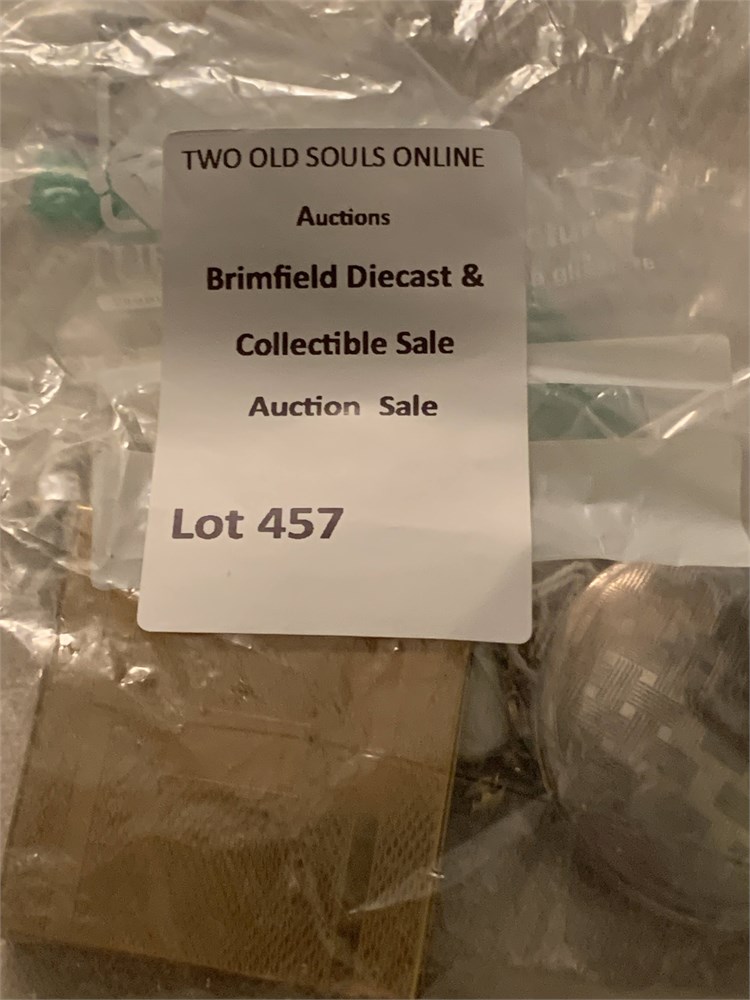 TWO OLD SOULS ONLINE
Auctions
Brimfield Diecast &
Collectible Sale
Auction Sale
Lot 457